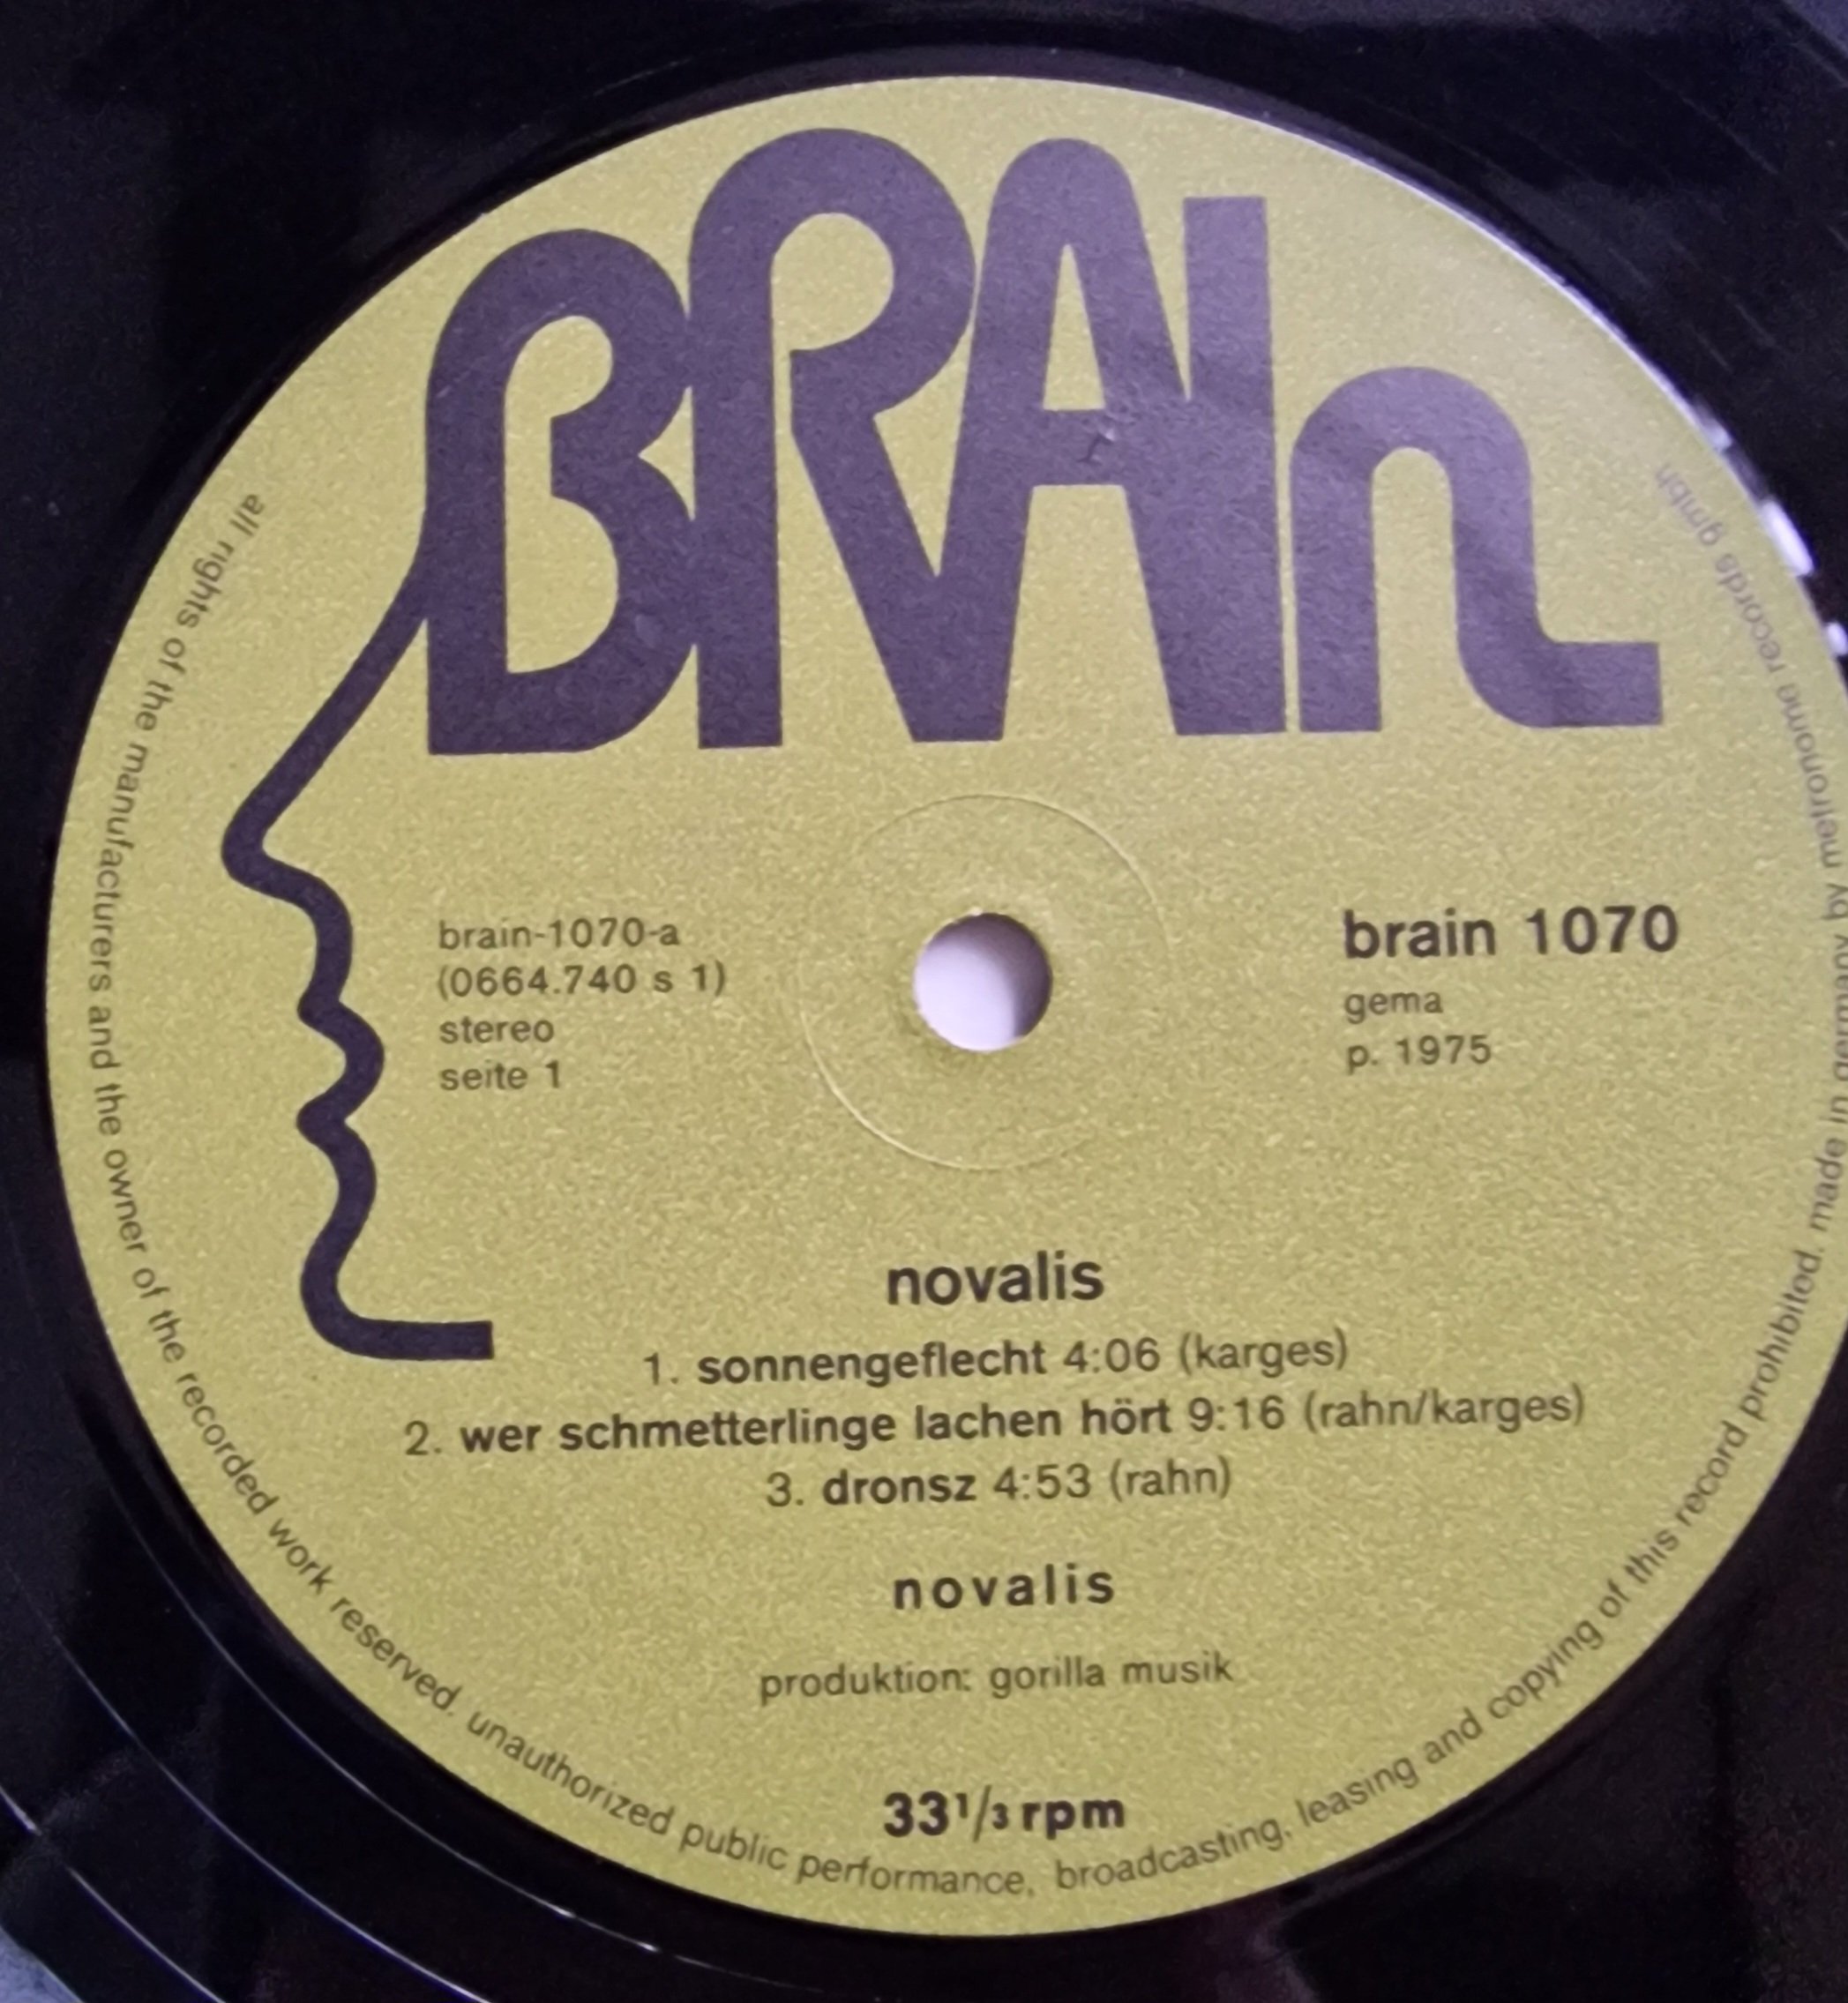 BRAIn
brain-1070-a
(0664.740 s 1)
stereo
seite 1
brain 1070
gema
p. 1975
novalis
1. sonnengeflecht 4:06 (karges)
2. wer schmetterlinge lachen hört 9:16 (rahn/karges)
3. dronsz 4:53 (rahn)
novalis
produktion: gorilla musik
33 1/3 rpm
all rights of the manufacturers and the owner of the recorded work reserved. unauthorized public performance, broadcasting, leasing and copying of this record prohibited. made in germany by metronome records gmbh